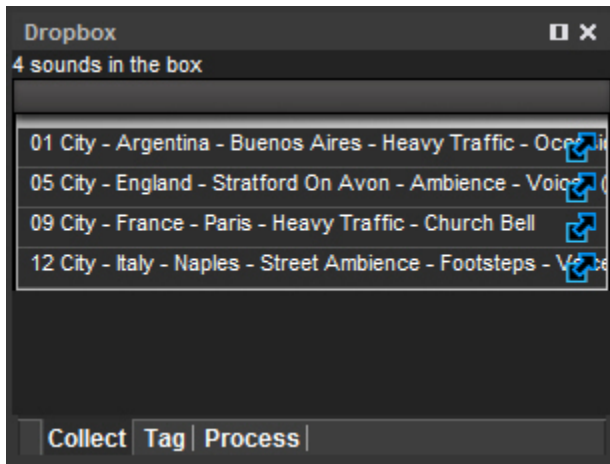 Dropbox
4 sounds in the box
01 City - Argentina - Buenos Aires - Heavy Traffic -
05 City - England - Stratford On Avon - Ambience -
09 City - France - Paris - Heavy Traffic - Church Bell
12 City - Italy - Naples - Street Ambience - Footsteps -
Collect Tag Process